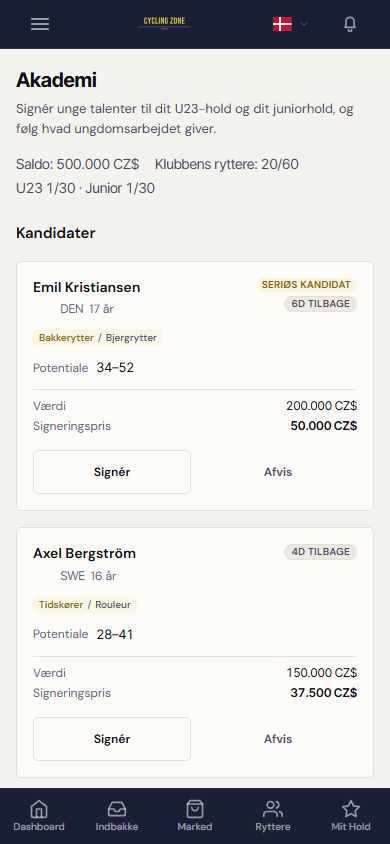 CYCLING ZONE
Akademi
Signér unge talenter til dit U23-hold og dit juniorhold, og
følg hvad ungdomsarbejdet giver.
Saldo: 500.000 CZ$ Klubbens ryttere: 20/60
U23 1/30 · Junior 1/30
Kandidater
Emil Kristiansen
SERIØS KANDIDAT
DEN 17 år
6D TILBAGE
Bakkerytter / Bjergrytter
Potentiale 34–52
Værdi 200.000 CZ$
Signeringspris 50.000 CZ$
Signér Afvis
Axel Bergström 4D TILBAGE
SWE 16 år
Tidskører / Rouleur
Potentiale 28–41
Værdi 150.000 CZ$
Signeringspris 37.500 CZ$
Signér Afvis
Dashboard Indbakke Marked Ryttere Mit Hold